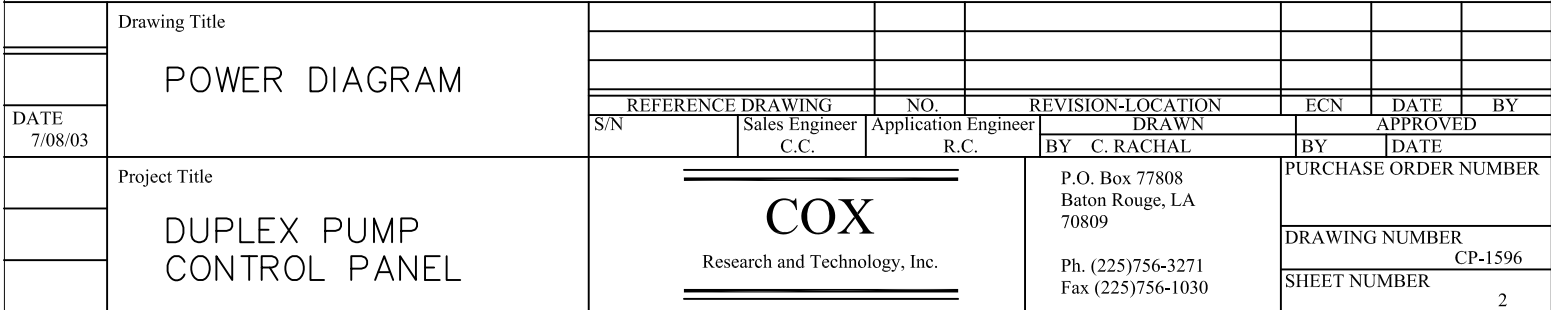 Drawing Title
POWER DIAGRAM
DATE
7/08/03
REFERENCE DRAWING NO. REVISION-LOCATION ECN DATE BY
S/N Sales Engineer Application Engineer DRAWN APPROVED
C.C. R.C. BY C. RACHAL BY DATE
Project Title
DUPLEX PUMP
CONTROL PANEL
COX
Research and Technology, Inc.
P.O. Box 77808
Baton Rouge, LA
70809
Ph. (225)756-3271
Fax (225)756-1030
PURCHASE ORDER NUMBER
DRAWING NUMBER
CP-1596
SHEET NUMBER
2